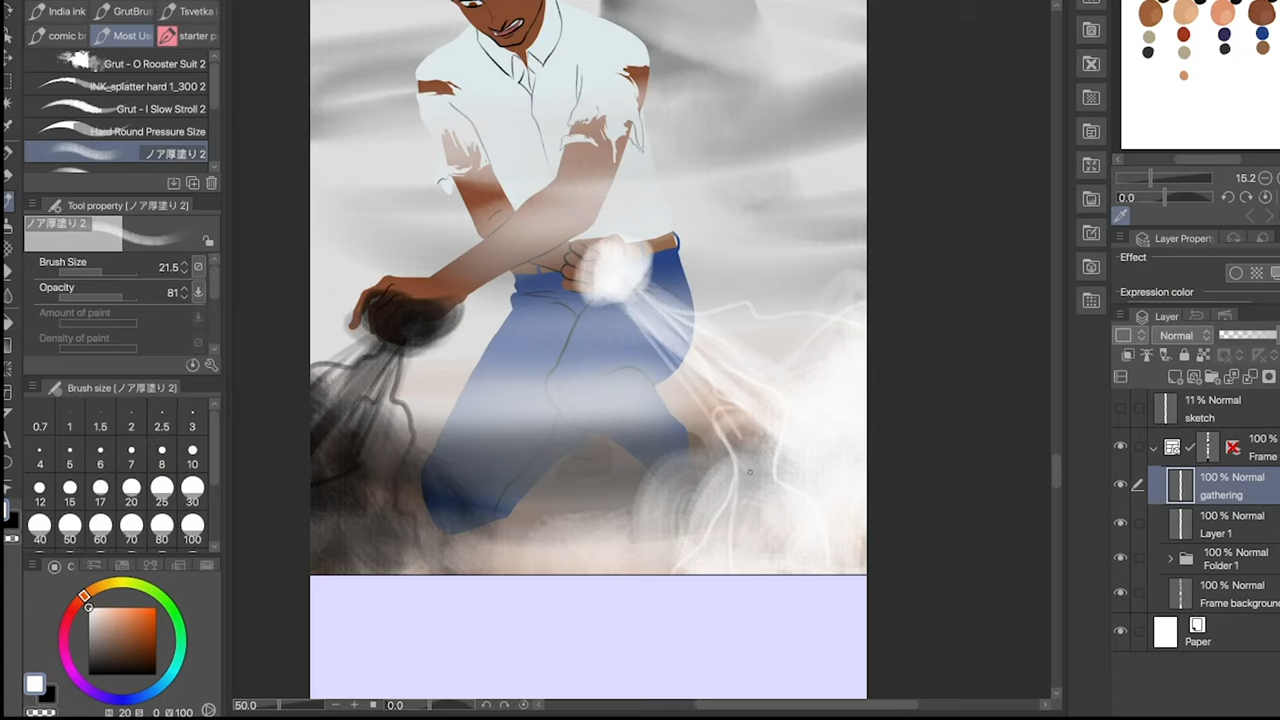 India ink GrutBrus Tsvetka
comic b Most Us starter p
Grut - O Rooster Suit 2
INK_splatter hard 1_300 2
Grut - I Slow Stroll 2
Hard Round Pressure Size
ノア厚塗り 2
Tool property [ノア厚塗り 2]
ノア厚塗り 2
Brush Size 21.5
Opacity 81
Amount of paint
Density of paint
Brush size [ノア厚塗り 2]
0.7 1 1.5 2 2.5 3
4 5 6 7 8 10
12 15 17 20 25 30
40 50 60 70 80 100
C
H 20 S 0 V 100
50.0 0.0
15.2
0.0
Layer Property
Effect
Expression color
Layer
Normal
11 % Normal
sketch
100 %
Frame
100 % Normal
gathering
100 % Normal
Layer 1
100 % Normal
Folder 1
100 % Normal
Frame background
Paper